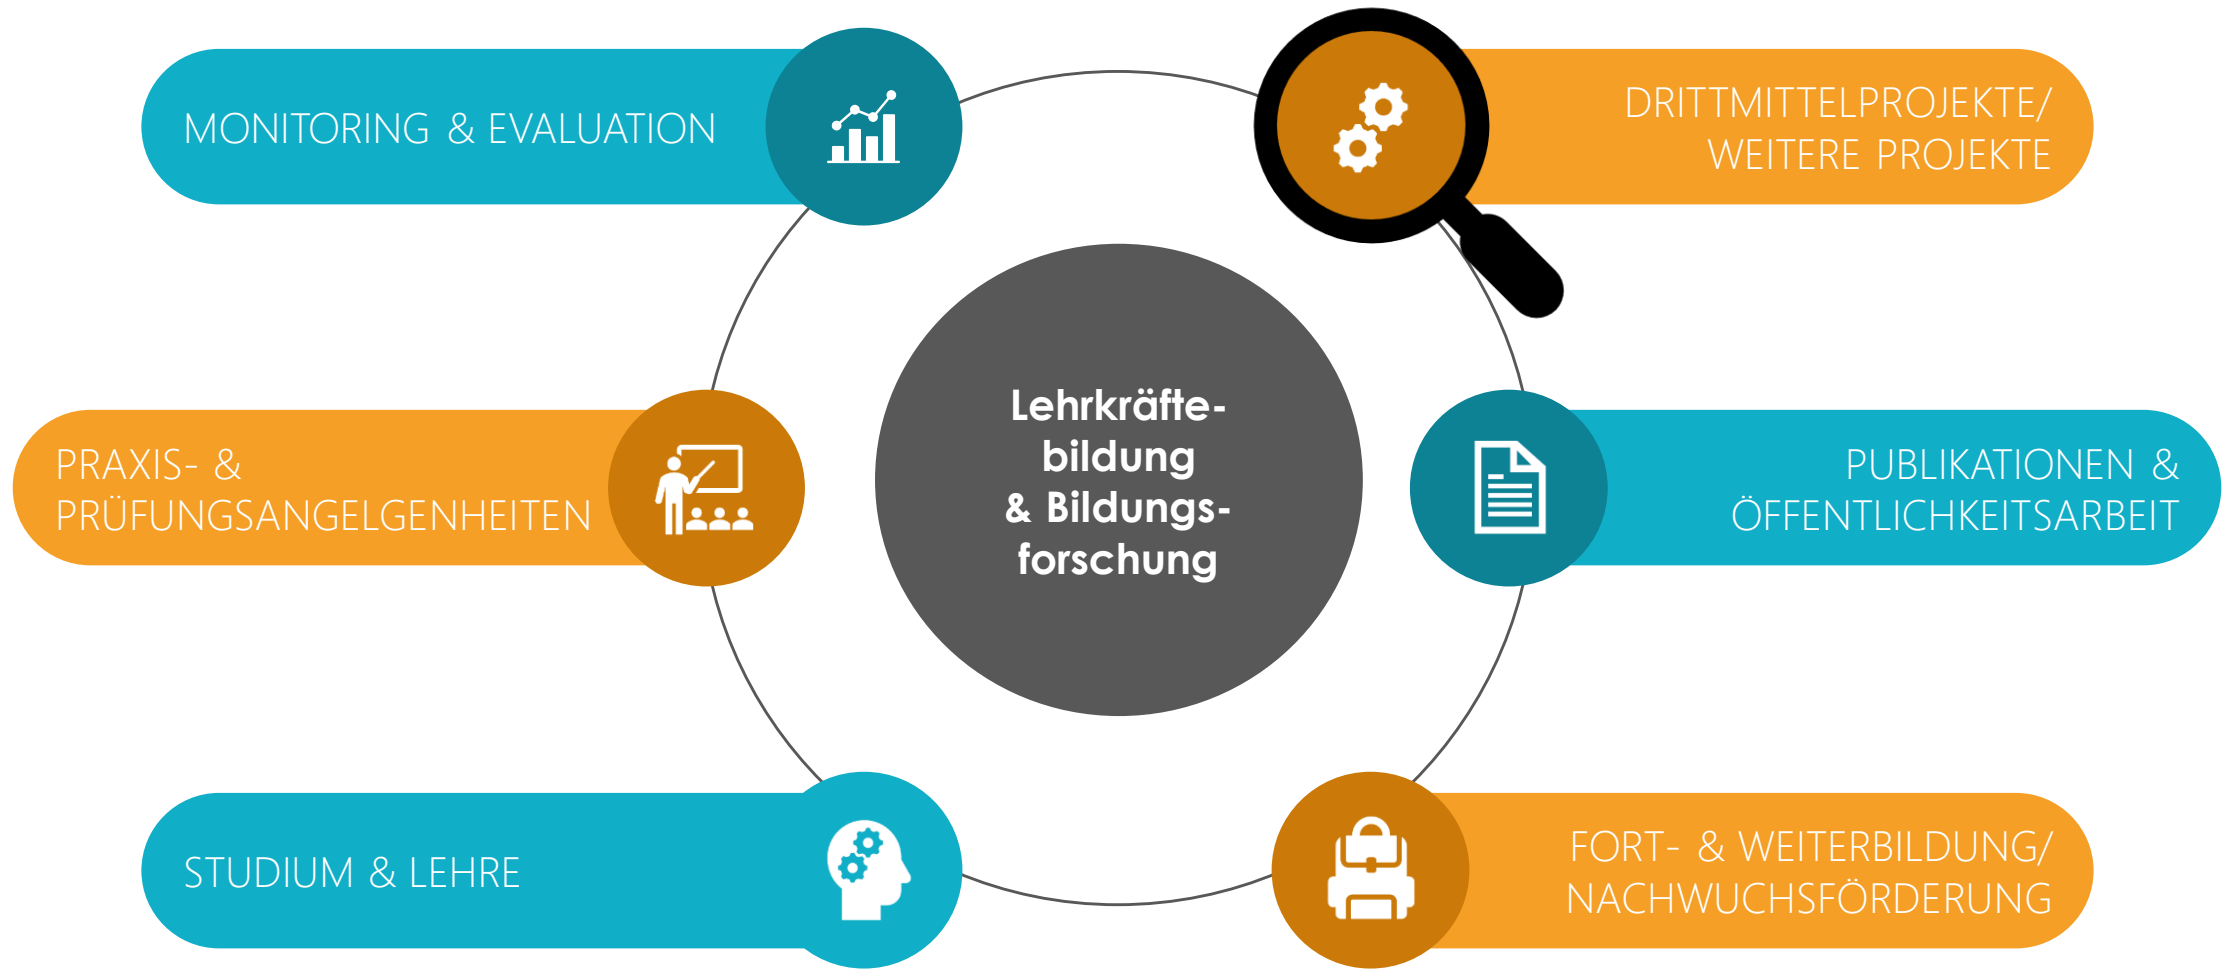 MONITORING & EVALUATION
DRITTMITTELPROJEKTE/
WEITERE PROJEKTE
PRAXIS- &
PRÜFUNGSANGELGENHEITEN
Lehrkräfte-
bildung
& Bildungs-
forschung
PUBLIKATIONEN &
ÖFFENTLICHKEITSARBEIT
STUDIUM & LEHRE
FORT- & WEITERBILDUNG/
NACHWUCHSFÖRDERUNG